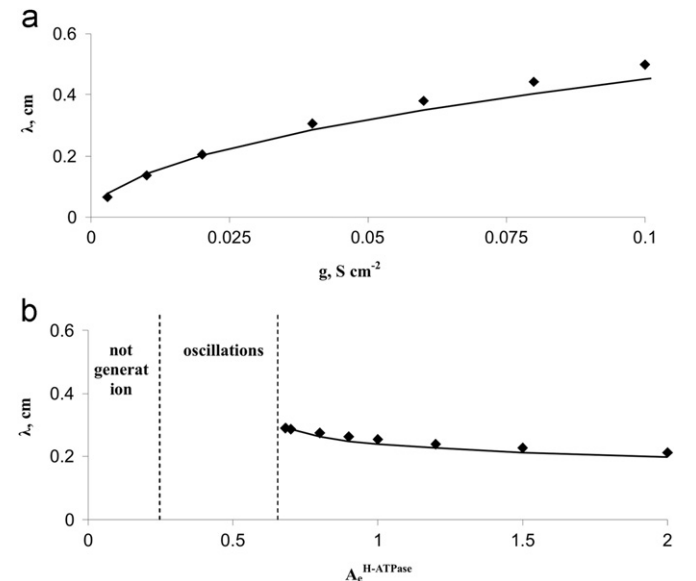 a
0.6
0.4
0.2
0
λ, cm
0 0.025 0.05 0.075 0.1
g, S cm⁻²
b
0.6
0.4
0.2
0
λ, cm
not
generat
ion
oscillations
0 0.5 1 1.5 2
Aₑᴴ⁻ᴬᵀᴾᵃˢᵉ